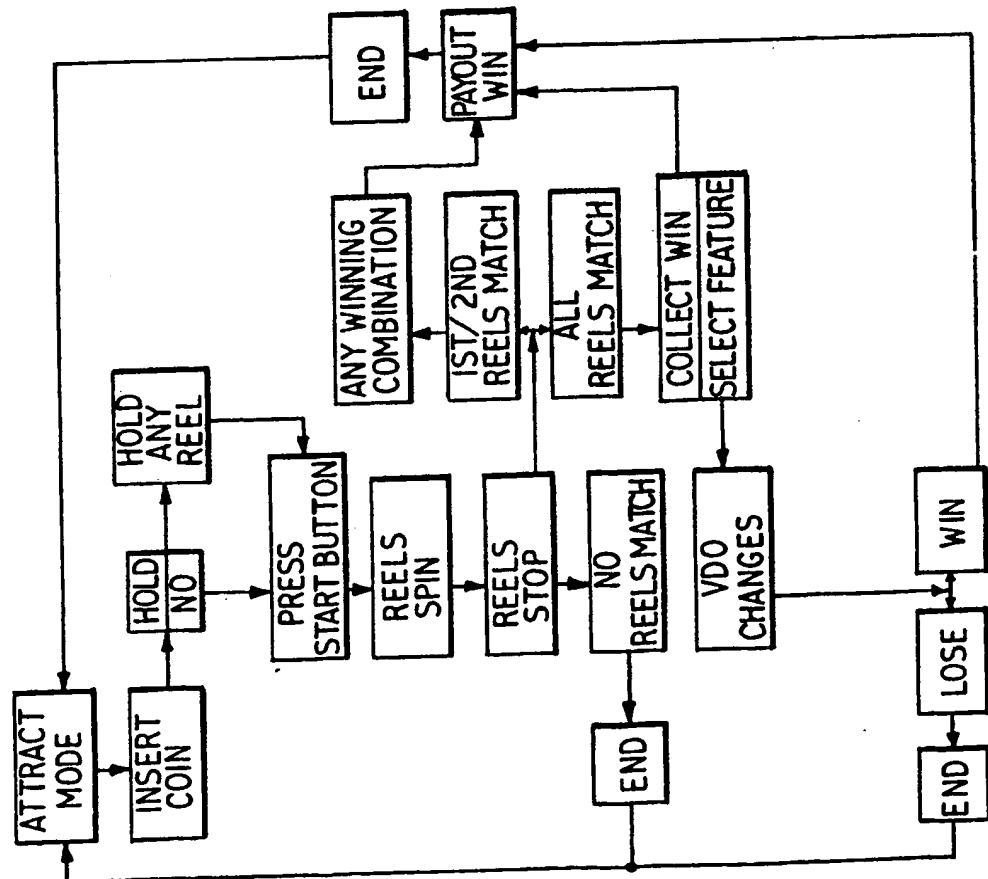 ATTRACT
MODE
INSERT
COIN
HOLD
NO
HOLD
ANY
REEL
PRESS
START BUTTON
REELS
SPIN
REELS
STOP
NO
REELS MATCH
END
ANY WINNING
COMBINATION
1ST/2ND
REELS MATCH
ALL
REELS MATCH
COLLECT WIN
SELECT FEATURE
PAYOUT
WIN
END
VDO
CHANGES
WIN
LOSE
END